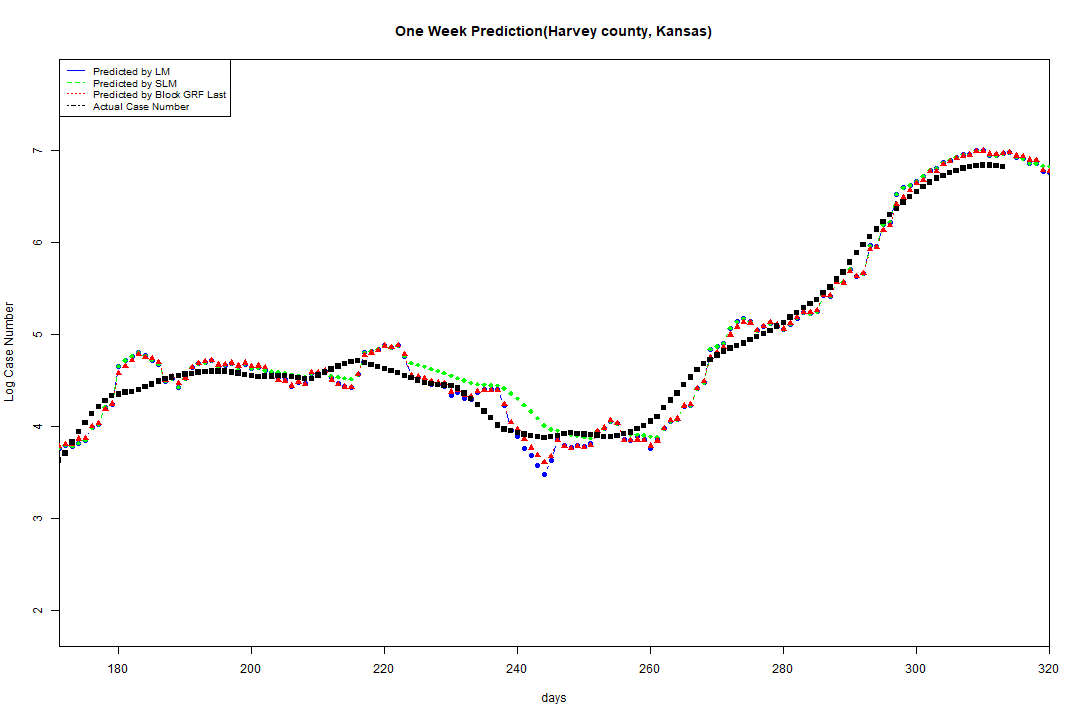 One Week Prediction(Harvey county, Kansas)
Predicted by LM
Predicted by SLM
Predicted by Block GRF Last
Actual Case Number
7
6
5
4
3
2
Log Case Number
180 200 220 240 260 280 300 320
days